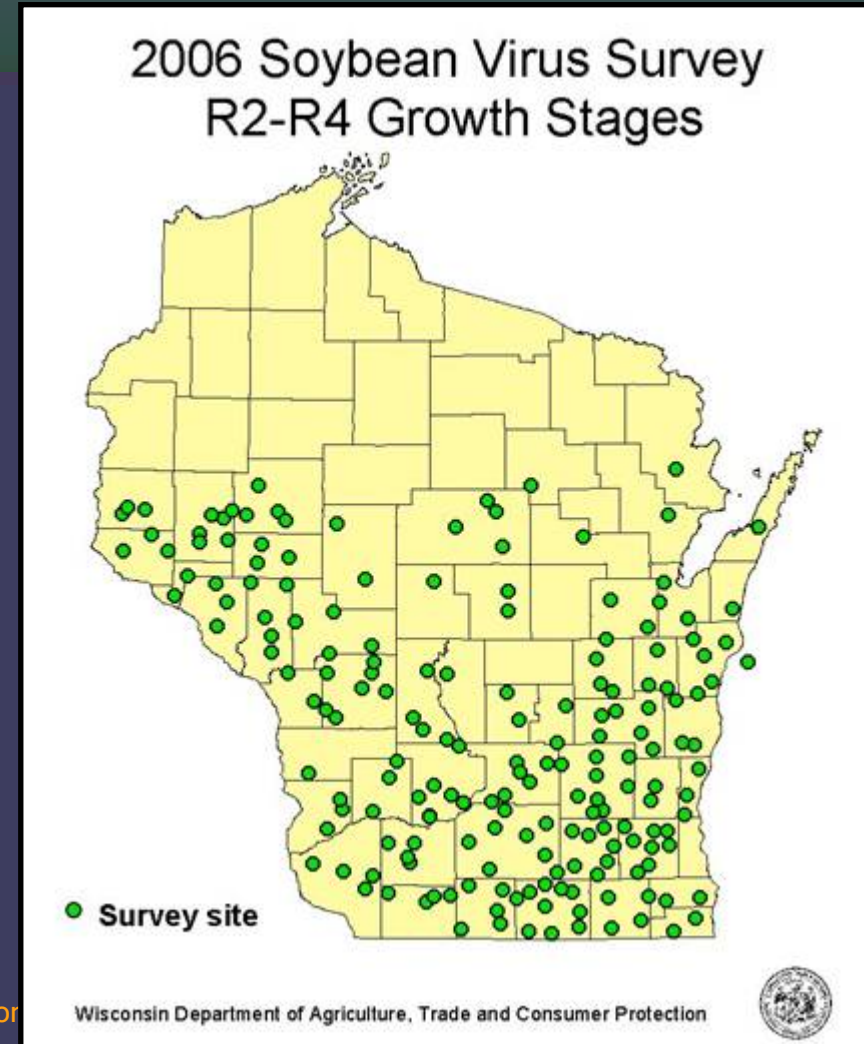 2006 Soybean Virus Survey
R2-R4 Growth Stages
Survey site
Wisconsin Department of Agriculture, Trade and Consumer Protection